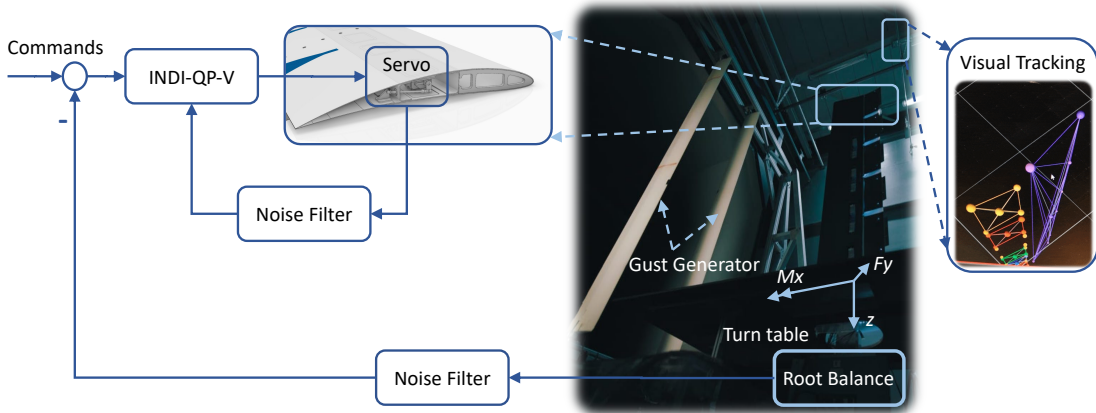 Commands
INDI-QP-V
Servo
Visual Tracking
-
Noise Filter
Gust Generator
Fy
Mx
z
Turn table
Noise Filter
Root Balance